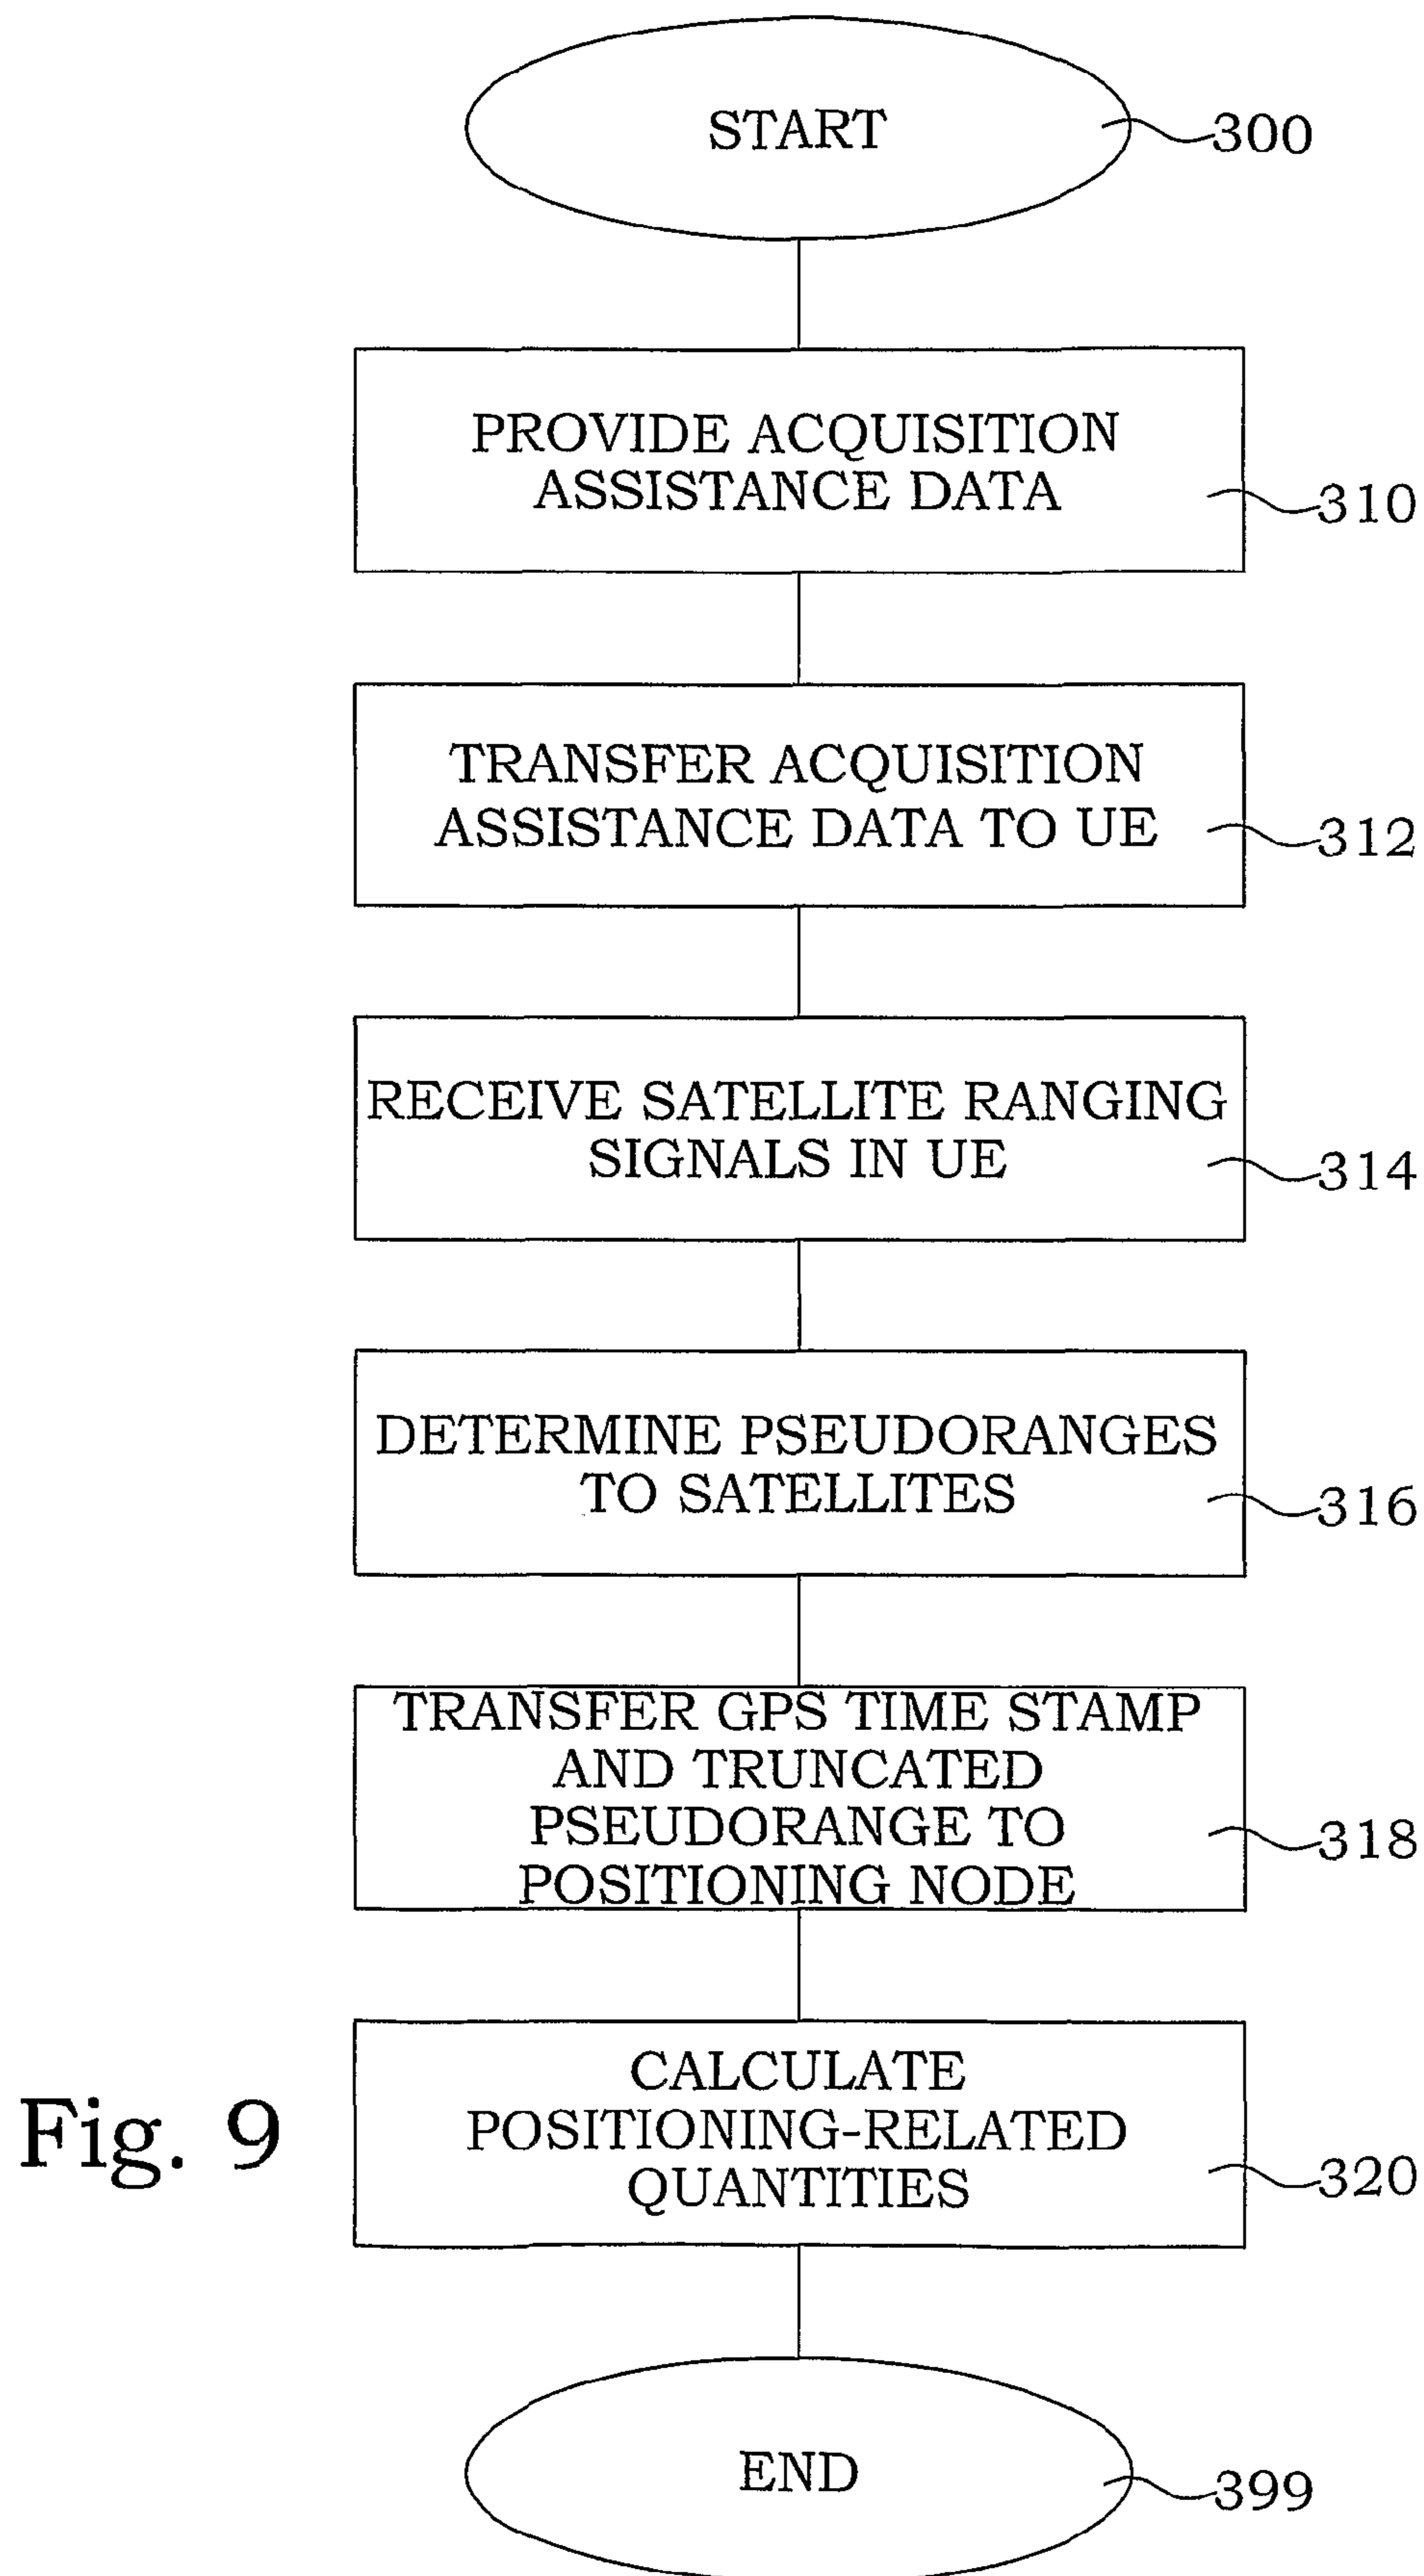 START
300
PROVIDE ACQUISITION
ASSISTANCE DATA
310
TRANSFER ACQUISITION
ASSISTANCE DATA TO UE
312
RECEIVE SATELLITE RANGING
SIGNALS IN UE
314
DETERMINE PSEUDORANGES
TO SATELLITES
316
TRANSFER GPS TIME STAMP
AND TRUNCATED
PSEUDORANGE TO
POSITIONING NODE
318
CALCULATE
POSITIONING-RELATED
QUANTITIES
320
Fig. 9
END
399